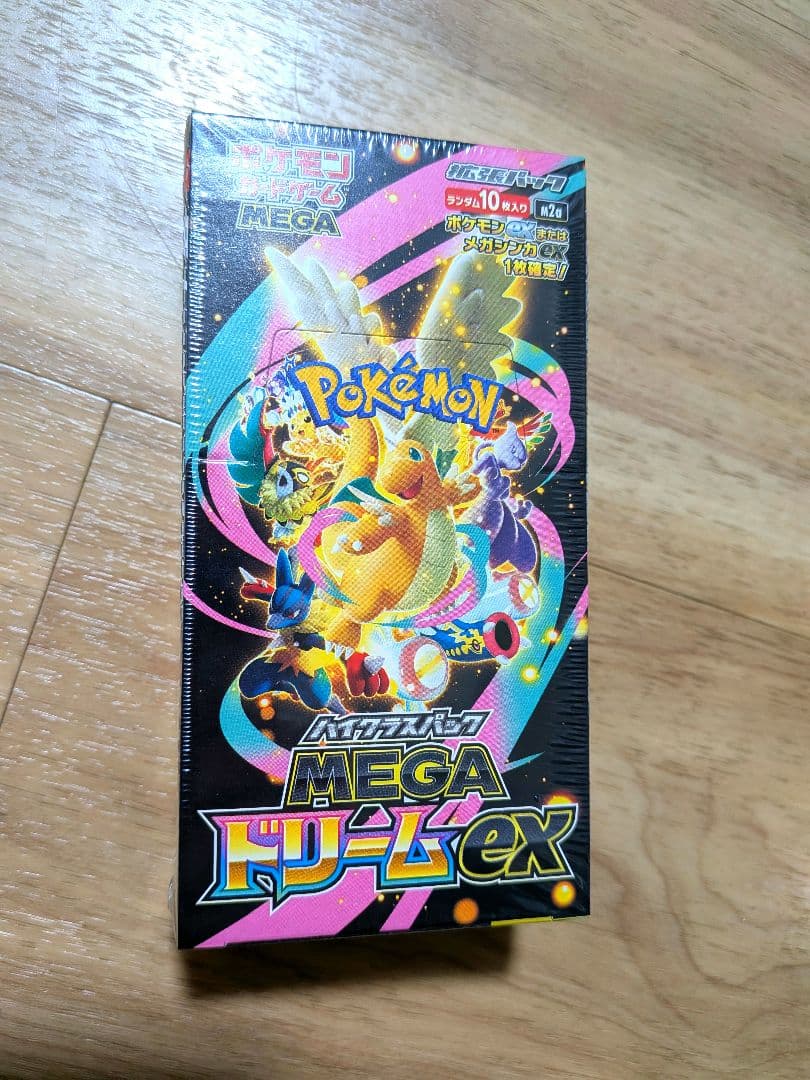 ポケモン
カードゲーム
MEGA
拡張パック
ランダム10枚入り
M2a
ポケモンexまたは
メガシンカex
1枚確定!
POKéMON
ハイクラスパック
MEGA
ドリームex